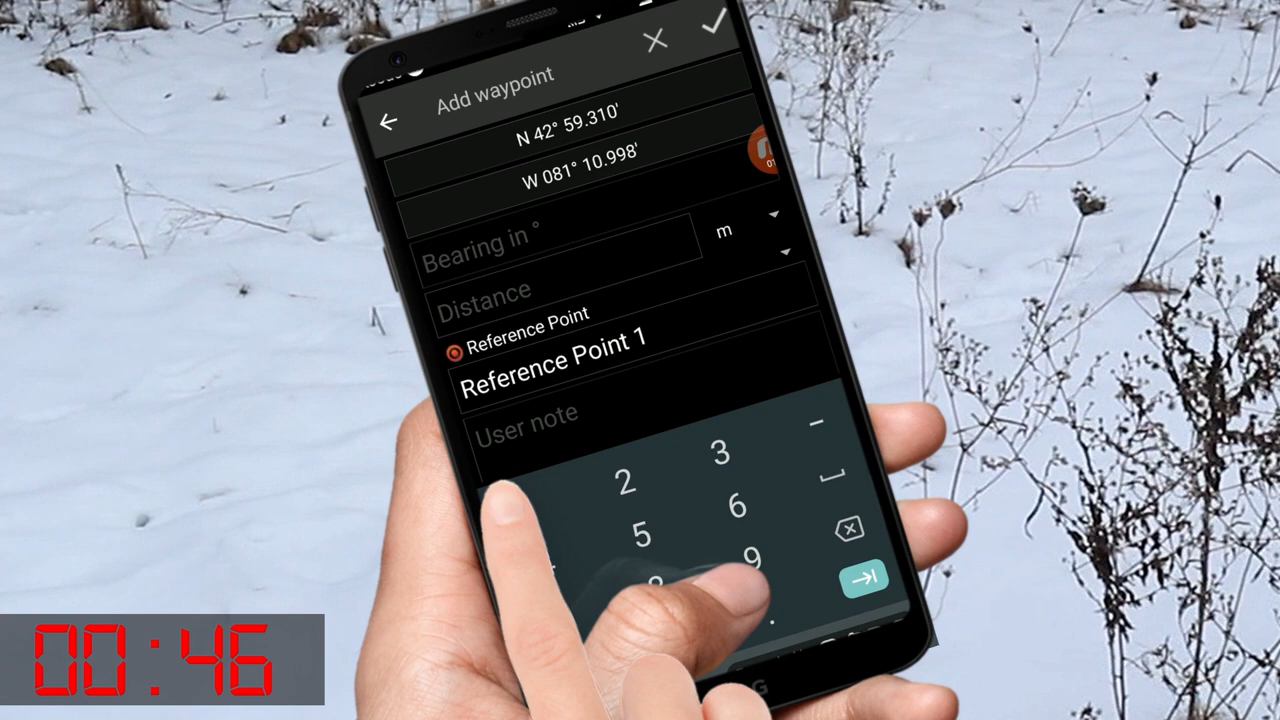 Add waypoint
N 42° 59.310'
W 081° 10.998'
Bearing in °
Distance
m
Reference Point
Reference Point 1
User note
2 3 –
5 6
9
.
G
00:46